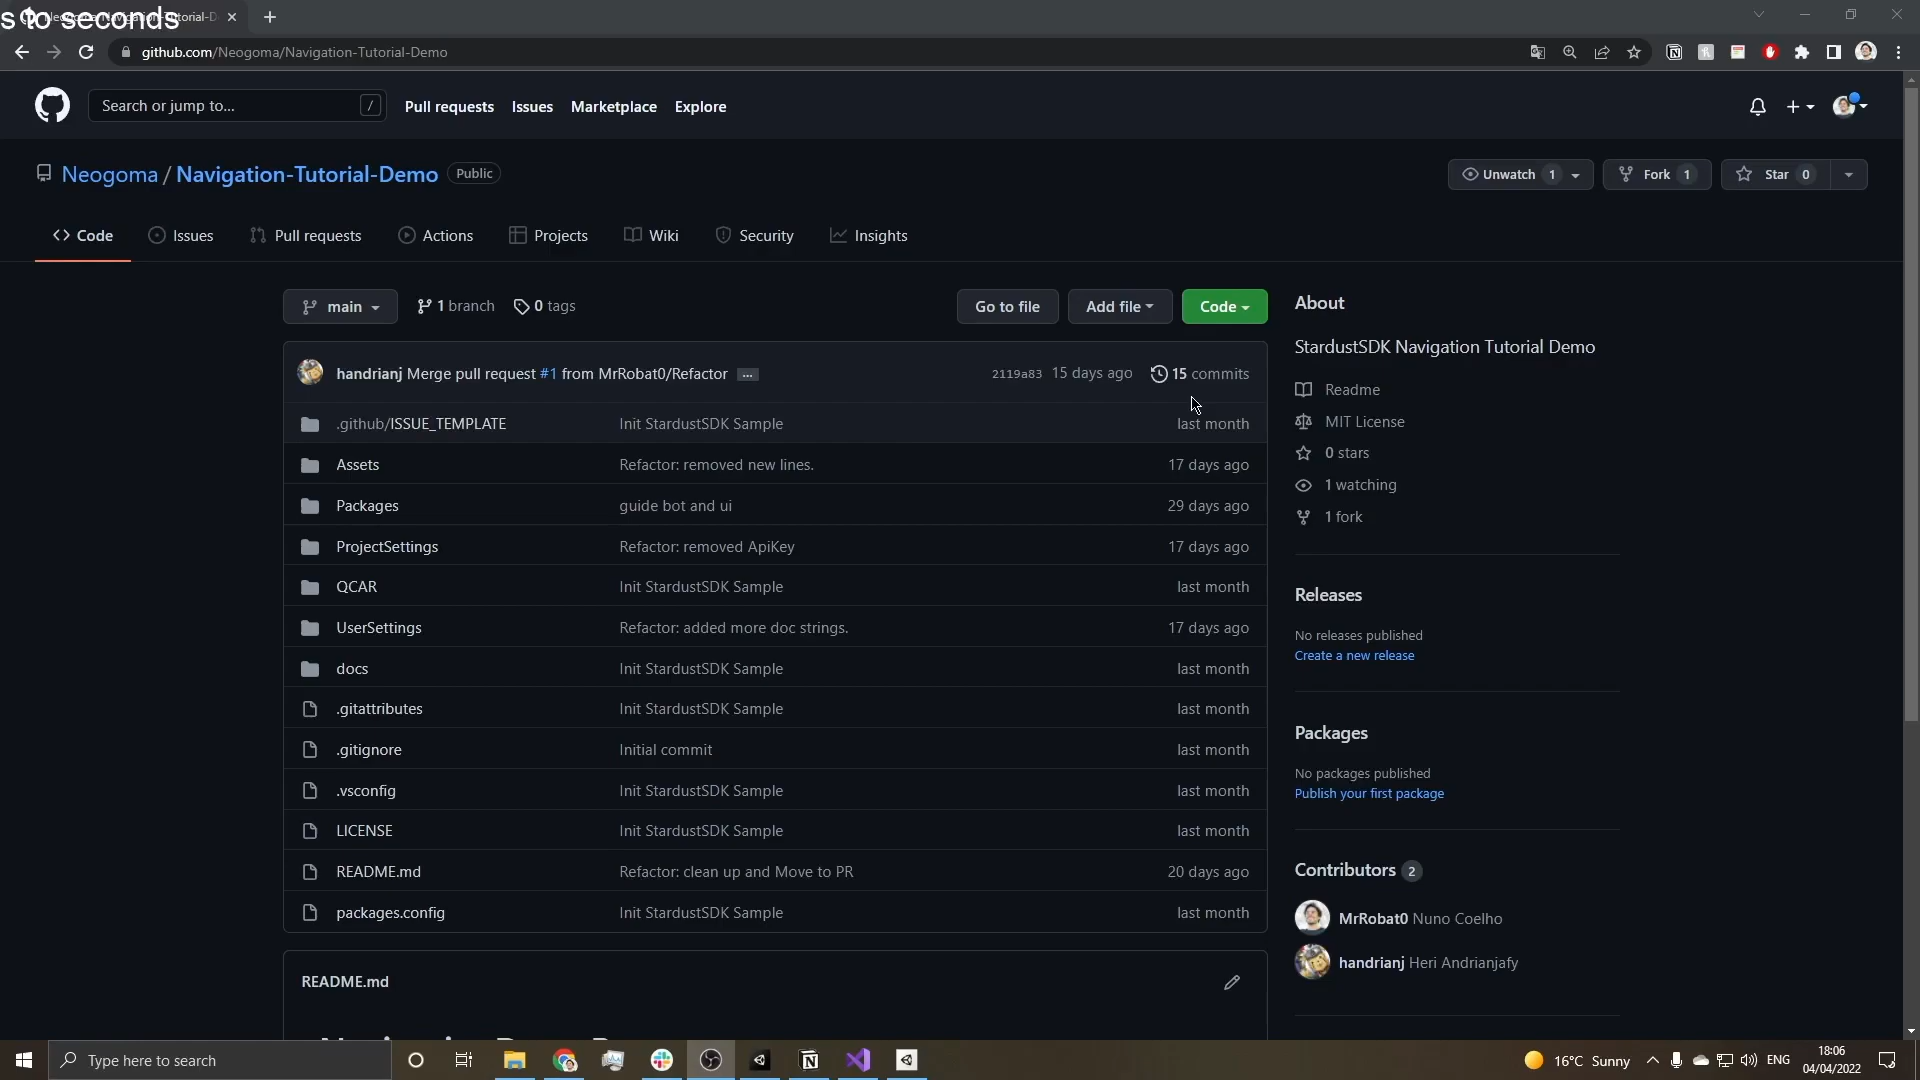 s to seconds
github.com/Neogoma/Navigation-Tutorial-Demo
Search or jump to... /
Pull requests Issues Marketplace Explore
Neogoma / Navigation-Tutorial-Demo Public
Unwatch 1 Fork 1 Star 0
Code Issues Pull requests Actions Projects Wiki Security Insights
main 1 branch 0 tags Go to file Add file Code
handrianj Merge pull request #1 from MrRobat0/Refactor ... 2119a83 15 days ago 15 commits
.github/ISSUE_TEMPLATE Init StardustSDK Sample last month
Assets Refactor: removed new lines. 17 days ago
Packages guide bot and ui 29 days ago
ProjectSettings Refactor: removed ApiKey 17 days ago
QCAR Init StardustSDK Sample last month
UserSettings Refactor: added more doc strings. 17 days ago
docs Init StardustSDK Sample last month
.gitattributes Init StardustSDK Sample last month
.gitignore Initial commit last month
.vsconfig Init StardustSDK Sample last month
LICENSE Init StardustSDK Sample last month
README.md Refactor: clean up and Move to PR 20 days ago
packages.config Init StardustSDK Sample last month
README.md
About
StardustSDK Navigation Tutorial Demo
Readme
MIT License
0 stars
1 watching
1 fork
Releases
No releases published
Create a new release
Packages
No packages published
Publish your first package
Contributors 2
MrRobat0 Nuno Coelho
handrianj Heri Andrianjafy
Type here to search
16°C Sunny
ENG
18:06
04/04/2022